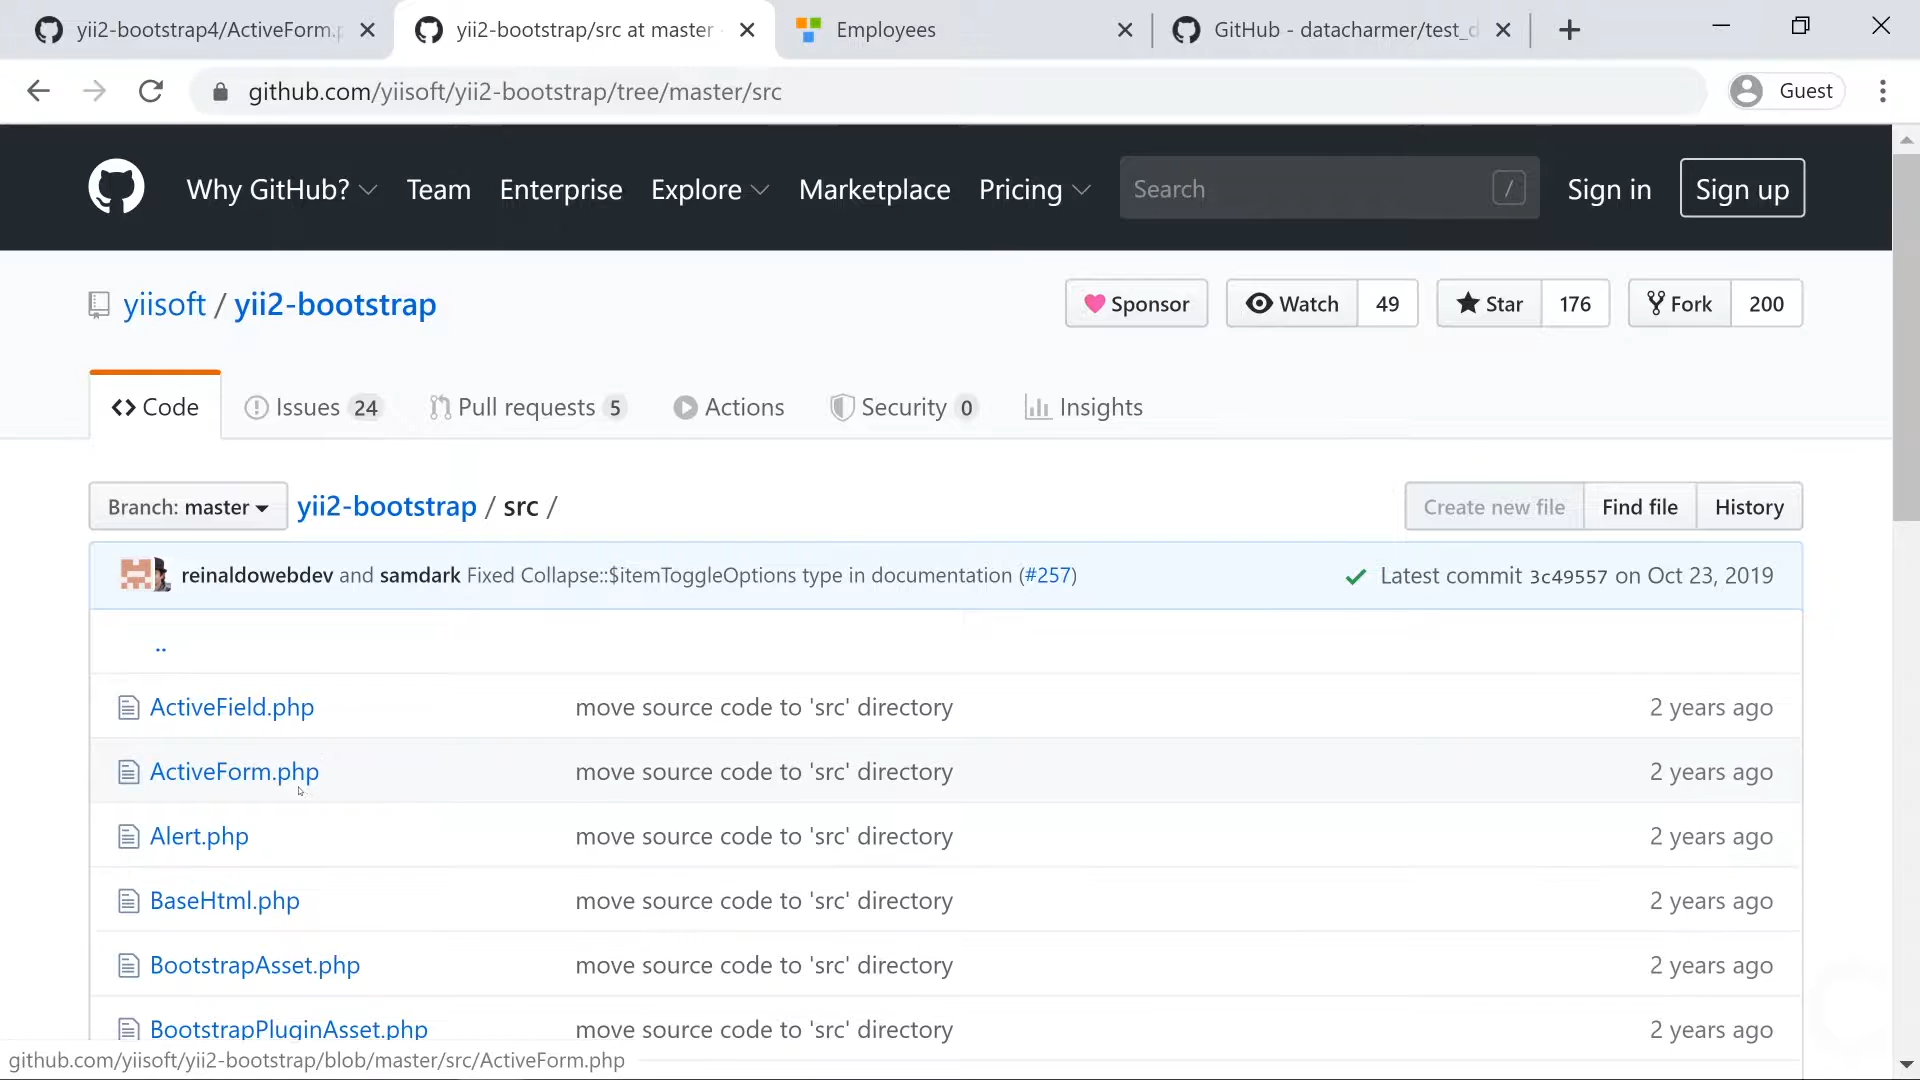 yii2-bootstrap4/ActiveForm.p
yii2-bootstrap/src at master
Employees
GitHub - datacharmer/test_d
github.com/yiisoft/yii2-bootstrap/tree/master/src
Guest
Why GitHub?
Team
Enterprise
Explore
Marketplace
Pricing
Search
/
Sign in
Sign up
yiisoft / yii2-bootstrap
Sponsor
Watch 49
Star 176
Fork 200
Code
Issues 24
Pull requests 5
Actions
Security 0
Insights
Branch: master
yii2-bootstrap / src /
Create new file
Find file
History
reinaldowebdev and samdark Fixed Collapse::$itemToggleOptions type in documentation (#257)
Latest commit 3c49557 on Oct 23, 2019
..
ActiveField.php move source code to 'src' directory 2 years ago
ActiveForm.php move source code to 'src' directory 2 years ago
Alert.php move source code to 'src' directory 2 years ago
BaseHtml.php move source code to 'src' directory 2 years ago
BootstrapAsset.php move source code to 'src' directory 2 years ago
BootstrapPluginAsset.php move source code to 'src' directory 2 years ago
github.com/yiisoft/yii2-bootstrap/blob/master/src/ActiveForm.php